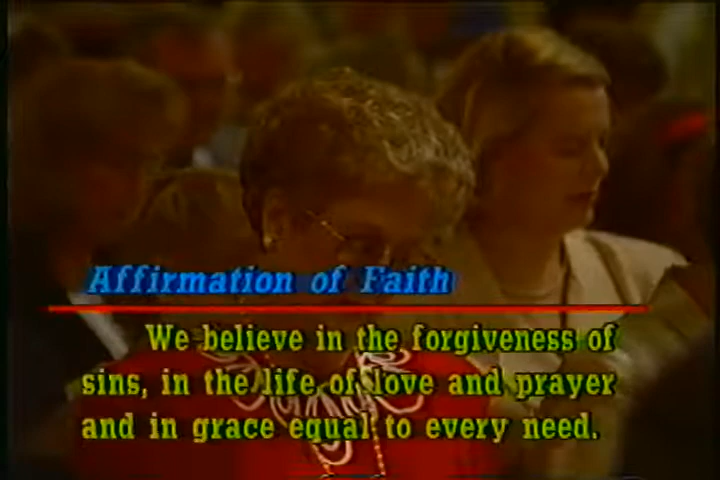 Affirmation of Faith
We believe in the forgiveness of
sins, in the life of love and prayer
and in grace equal to every need.